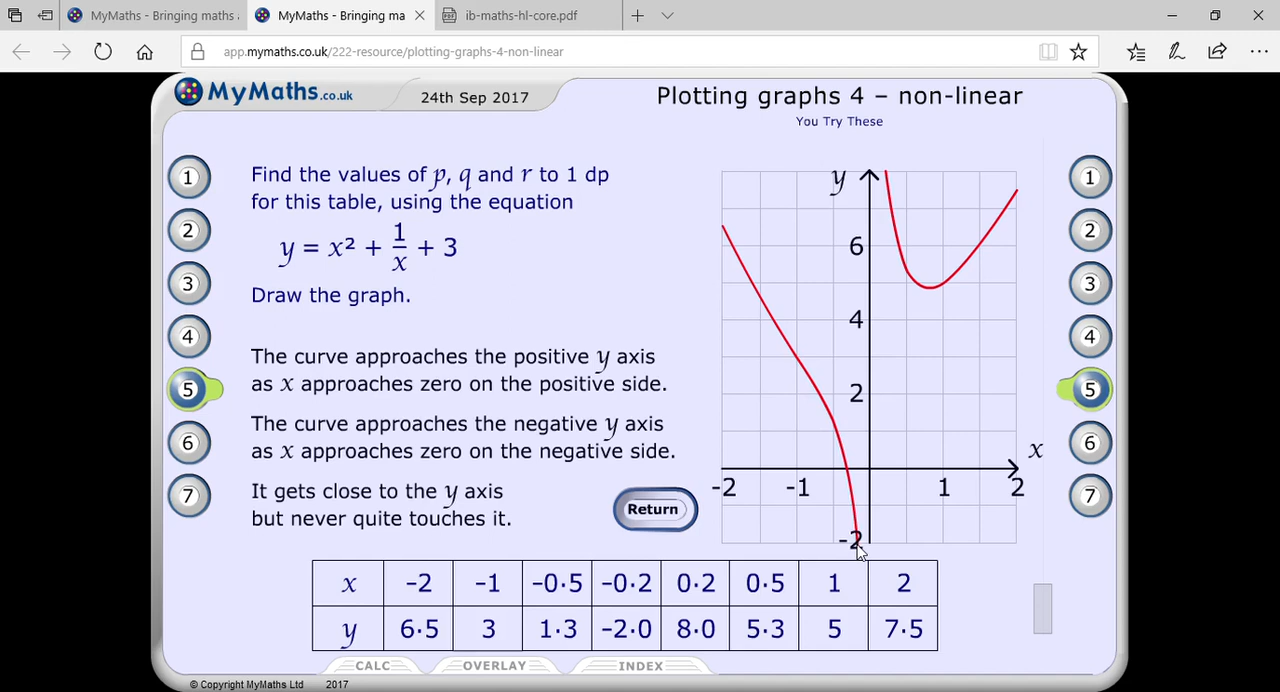 MyMaths - Bringing maths a
MyMaths - Bringing ma
ib-maths-hl-core.pdf
app.mymaths.co.uk/222-resource/plotting-graphs-4-non-linear
MyMaths.co.uk
24th Sep 2017
Plotting graphs 4 – non-linear
You Try These
1
2
3
4
5
6
7
Find the values of p, q and r to 1 dp
for this table, using the equation
y = x² + 1/x + 3
Draw the graph.
The curve approaches the positive y axis
as x approaches zero on the positive side.
The curve approaches the negative y axis
as x approaches zero on the negative side.
It gets close to the y axis
but never quite touches it.
Return
y
6
4
2
x
-2 -1 1 2
-2
1
2
3
4
5
6
7
x -2 -1 -0·5 -0·2 0·2 0·5 1 2
y 6·5 3 1·3 -2·0 8·0 5·3 5 7·5
CALC OVERLAY INDEX
© Copyright MyMaths Ltd 2017